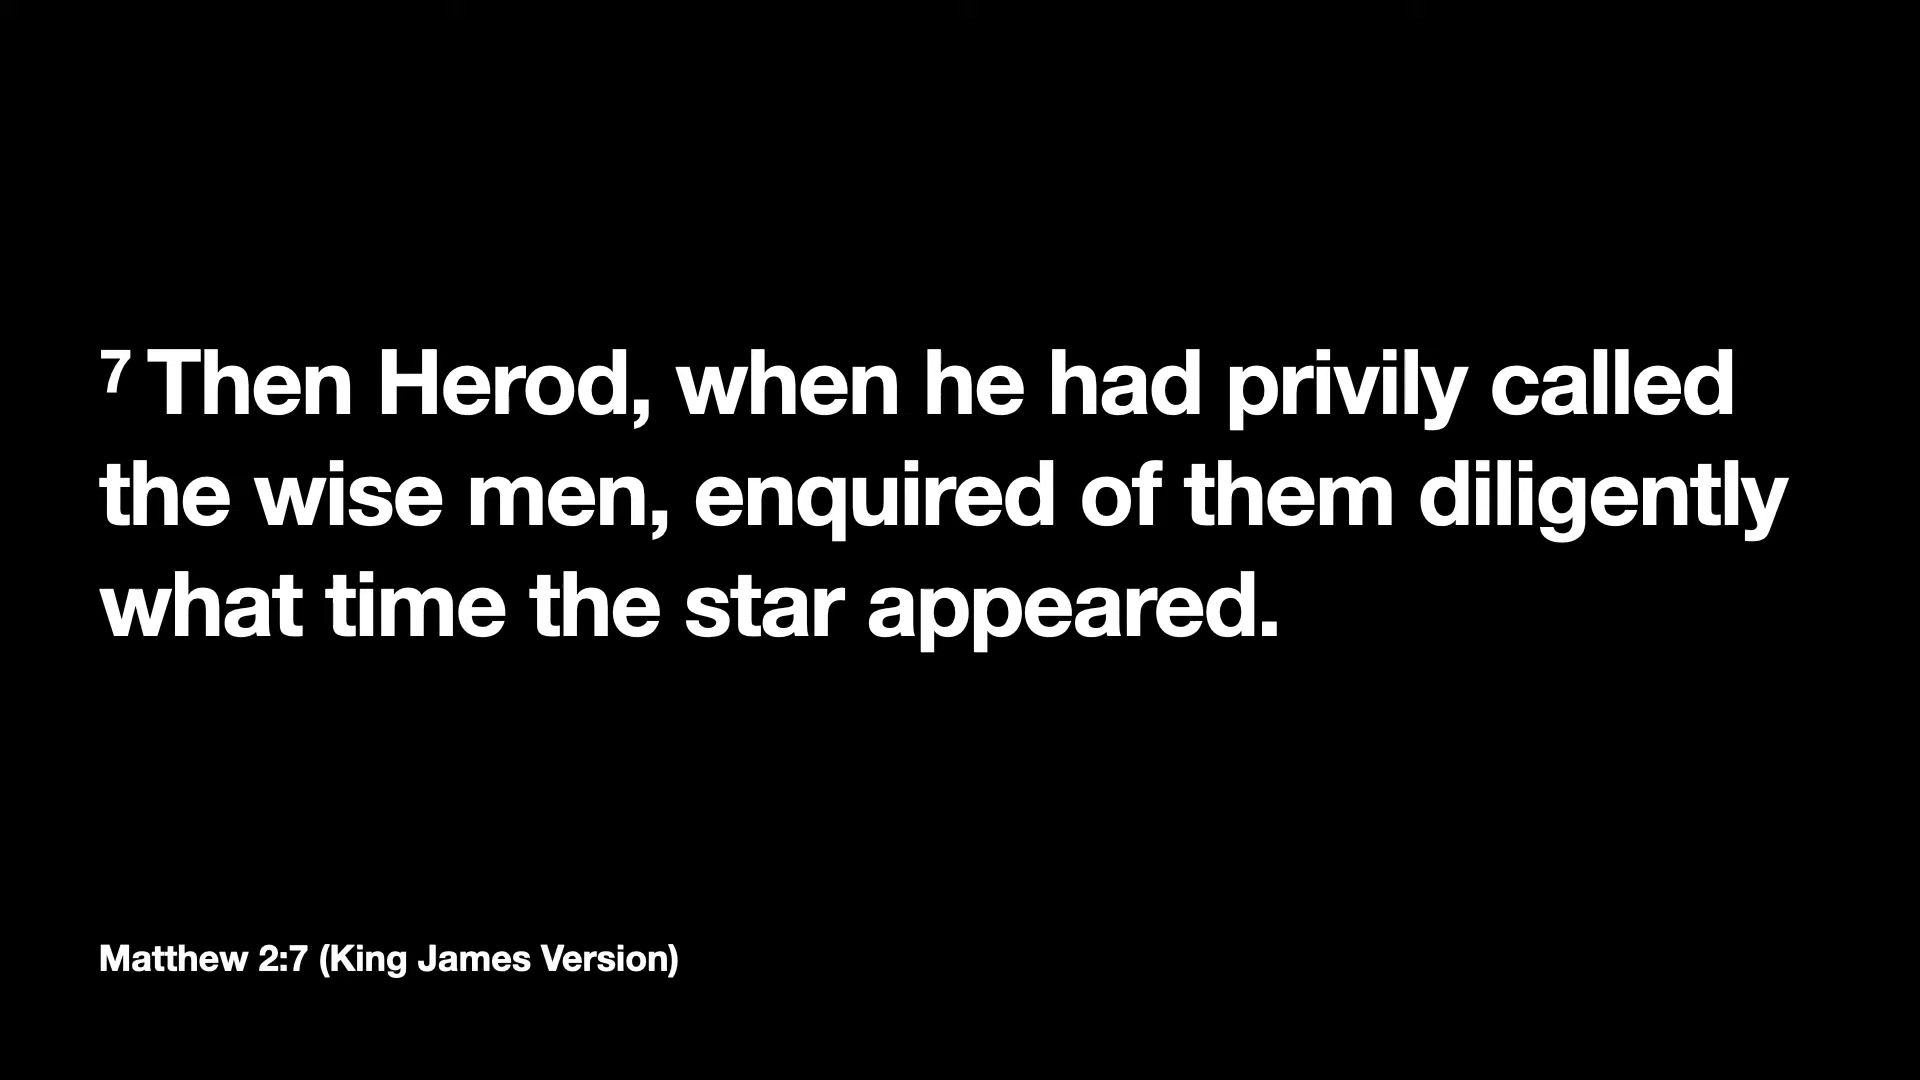 7 Then Herod, when he had privily called
the wise men, enquired of them diligently
what time the star appeared.
Matthew 2:7 (King James Version)